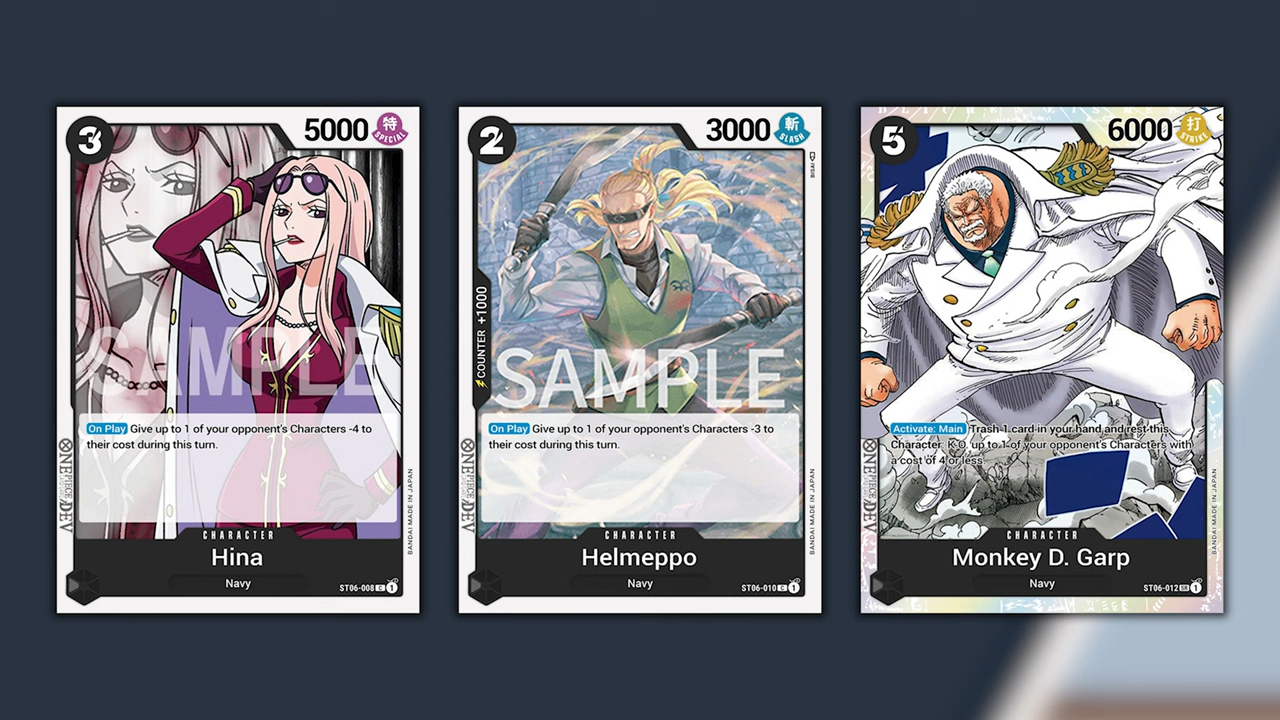 3
5000
特
SPECIAL
SAMPLE
On Play Give up to 1 of your opponent's Characters -4 to
their cost during this turn.
ONE PIECE
BANDAI MADE IN JAPAN
CHARACTER
Hina
Navy
ST06-008 C 1
2
3000
斬
SLASH
BISAI
COUNTER +1000
SAMPLE
On Play Give up to 1 of your opponent's Characters -3 to
their cost during this turn.
ONE PIECE
BANDAI MADE IN JAPAN
CHARACTER
Helmeppo
Navy
ST06-010 C 1
5
6000
打
STRIKE
Activate: Main Trash 1 card in your hand and rest this
Character: K.O. up to 1 of your opponent's Characters with
a cost of 4 or less.
ONE PIECE
BANDAI MADE IN JAPAN
CHARACTER
Monkey D. Garp
Navy
ST06-012 SR 1